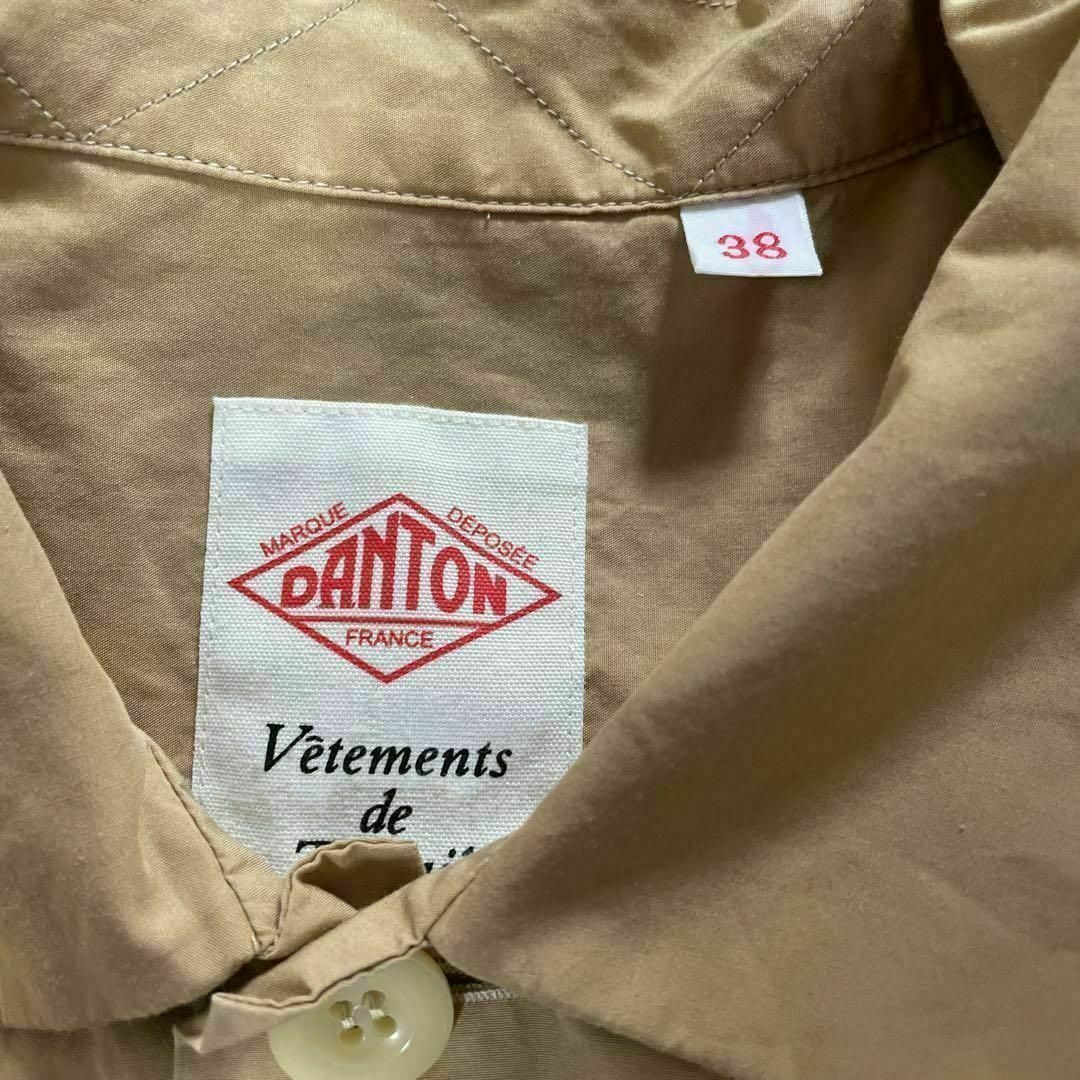 38
MARQUE DÉPOSÉE
DANTON
FRANCE
Vêtements
de